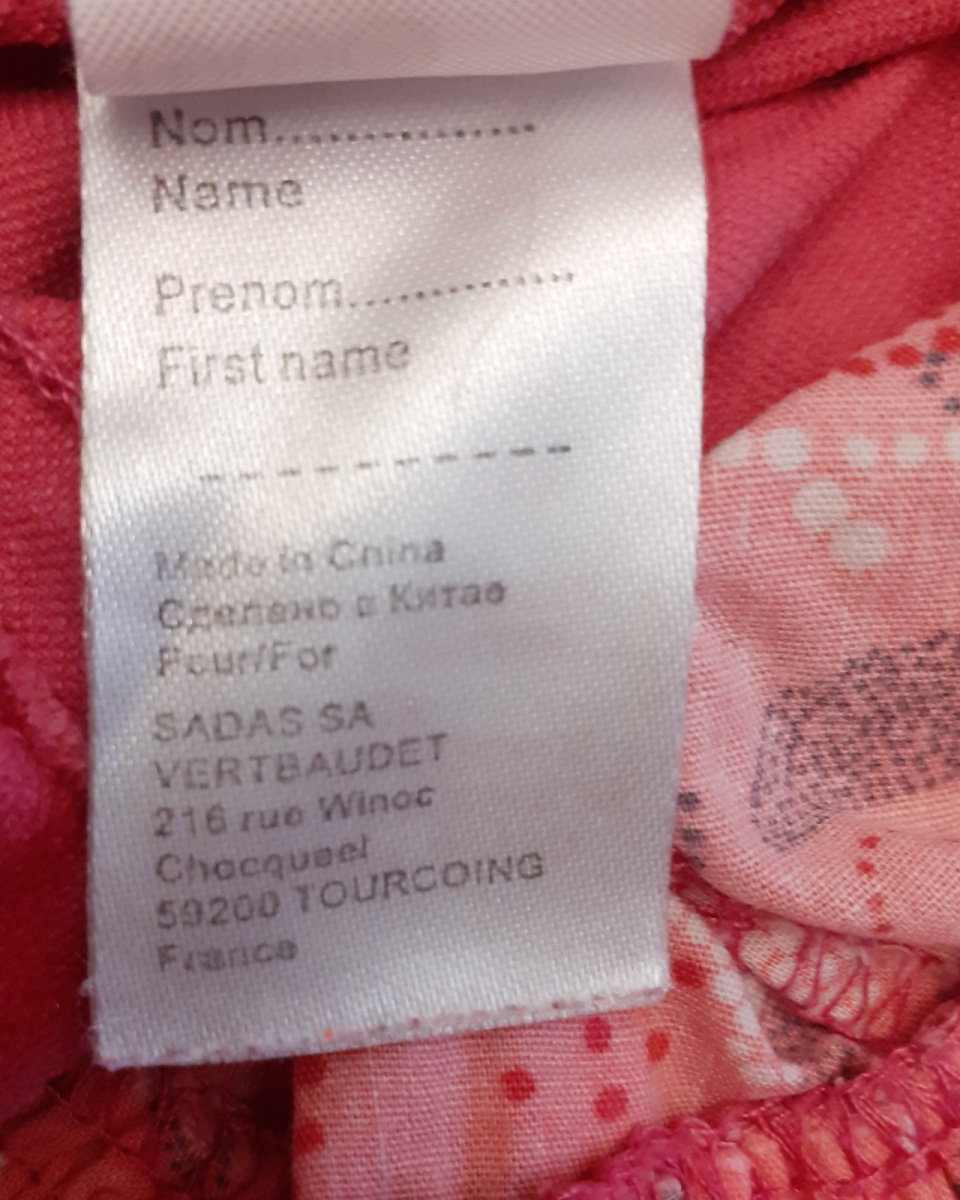 Nom...............
Name
Prenom.............
First name
----------
Made in China
Сделано в Китае
Pour/For
SADAS SA
VERTBAUDET
216 rue Winoc
Chocqueel
59200 TOURCOING
France